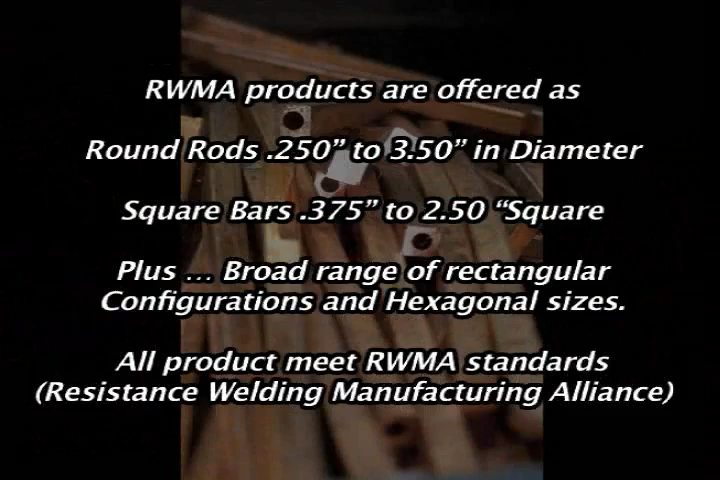 RWMA products are offered as
Round Rods .250” to 3.50” in Diameter
Square Bars .375” to 2.50 “Square
Plus … Broad range of rectangular
Configurations and Hexagonal sizes.
All product meet RWMA standards
(Resistance Welding Manufacturing Alliance)